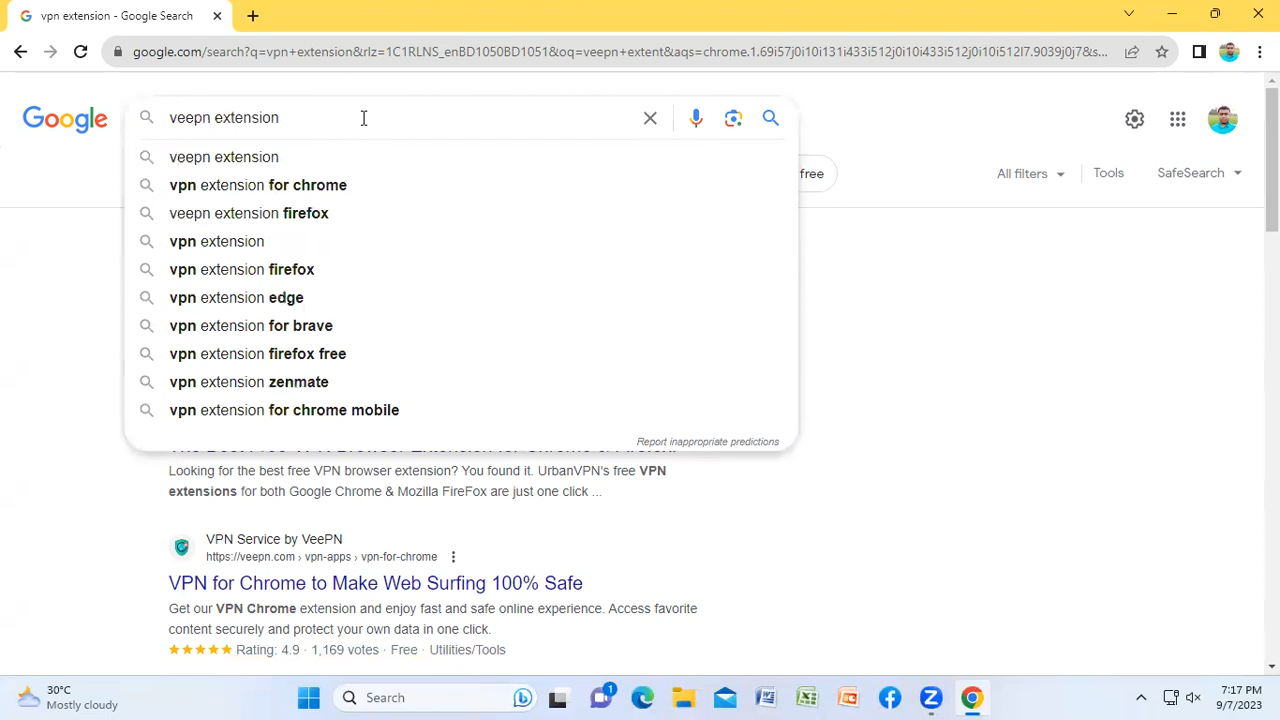 vpn extension - Google Search
google.com/search?q=vpn+extension&rlz=1C1RLNS_enBD1050BD1051&oq=veepn+extent&aqs=chrome.1.69i57j0i10i131i433i512j0i10i433i512j0i10i512l7.9039j0j7&s...
Google
veepn extension
free
All filters
Tools
SafeSearch
veepn extension
vpn extension for chrome
veepn extension firefox
vpn extension
vpn extension firefox
vpn extension edge
vpn extension for brave
vpn extension firefox free
vpn extension zenmate
vpn extension for chrome mobile
Report inappropriate predictions
Looking for the best free VPN browser extension? You found it. UrbanVPN's free VPN
extensions for both Google Chrome & Mozilla FireFox are just one click ...
VPN Service by VeePN
https://veepn.com › vpn-apps › vpn-for-chrome
VPN for Chrome to Make Web Surfing 100% Safe
Get our VPN Chrome extension and enjoy fast and safe online experience. Access favorite
content securely and protect your own data in one click.
Rating: 4.9 · 1,169 votes · Free · Utilities/Tools
30°C
Mostly cloudy
Search
1
7:17 PM
9/7/2023